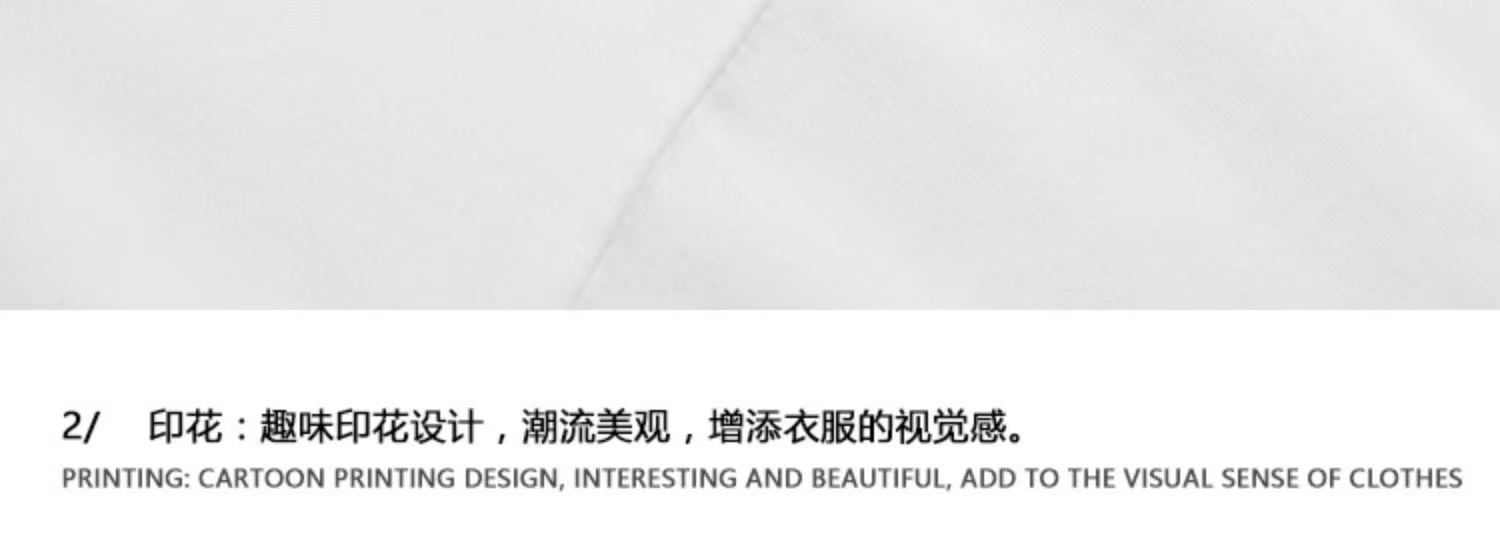 2/ 印花：趣味印花设计，潮流美观，增添衣服的视觉感。
PRINTING: CARTOON PRINTING DESIGN, INTERESTING AND BEAUTIFUL, ADD TO THE VISUAL SENSE OF CLOTHES